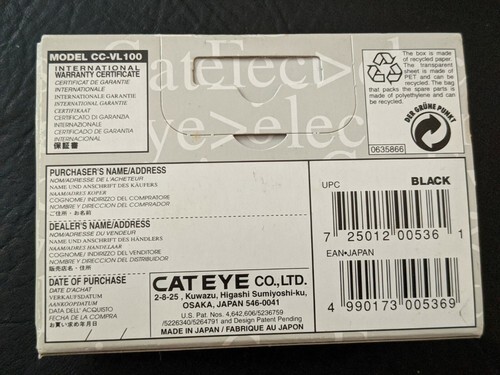 MODEL CC-VL100
INTERNATIONAL
WARRANTY CERTIFICATE
CERTIFICAT DE GARANTIE
INTERNATIONALE
INTERNATIONAL GARANTIE
INTERNATIONAL GARANTIE
CERTIFIKAAT
CERTIFICATO DI GARANZIA
INTERNAZIONALE
CERTIFICADO DE GARANTIA
INTERNACIONAL
保証書
CatEye
elect>
Eye>elect
The box is made
of recycled paper.
The transparent
sheet is made of
PET and can be
recycled. The bag
that packs the spare parts is
made of polyethylene and can
be recycled.
DER GRÜNE PUNKT
0635866
PURCHASER'S NAME/ADDRESS
NOM/ADRESSE DE L'ACHETEUR
NAME UND ANSCHRIFT DES KÄUFERS
NAAM/ADRES KOPER
COGNOME/ INDIRIZZO DEL COMPRATORE
NOMBRE Y DIRECCION DEL COMPRADOR
ご住所・お名前
DEALER'S NAME/ADDRESS
NOM/ADRESSE DU VENDEUR
NAME UND ANSCHRIFT DES HÄNDLERS
NAAM/ADRES HANDELAAR
COGNOME/ INDIRIZZO DEL VENDITORE
NOMBRE Y DIRECCION DEL DISTRIBUIDOR
販売店名・住所
DATE OF PURCHASE
DATE D'ACHAT
VERKAUFSDATUM
AANKOOPDATUM
DATA DELL' ACQUISTO
FECHA DE LA COMPRA
お買い求め年月日
CATEYE CO.,LTD.
2-8-25 , Kuwazu, Higashi Sumiyoshi-ku,
OSAKA, JAPAN 546-0041
U.S. Pat. Nos. 4,642,606/5236759
/5226340/5264791 and Design Patent Pending
MADE IN JAPAN / FABRIQUE AU JAPON
UPC
BLACK
7 25012 00536 1
EAN•JAPAN
4 990173 005369